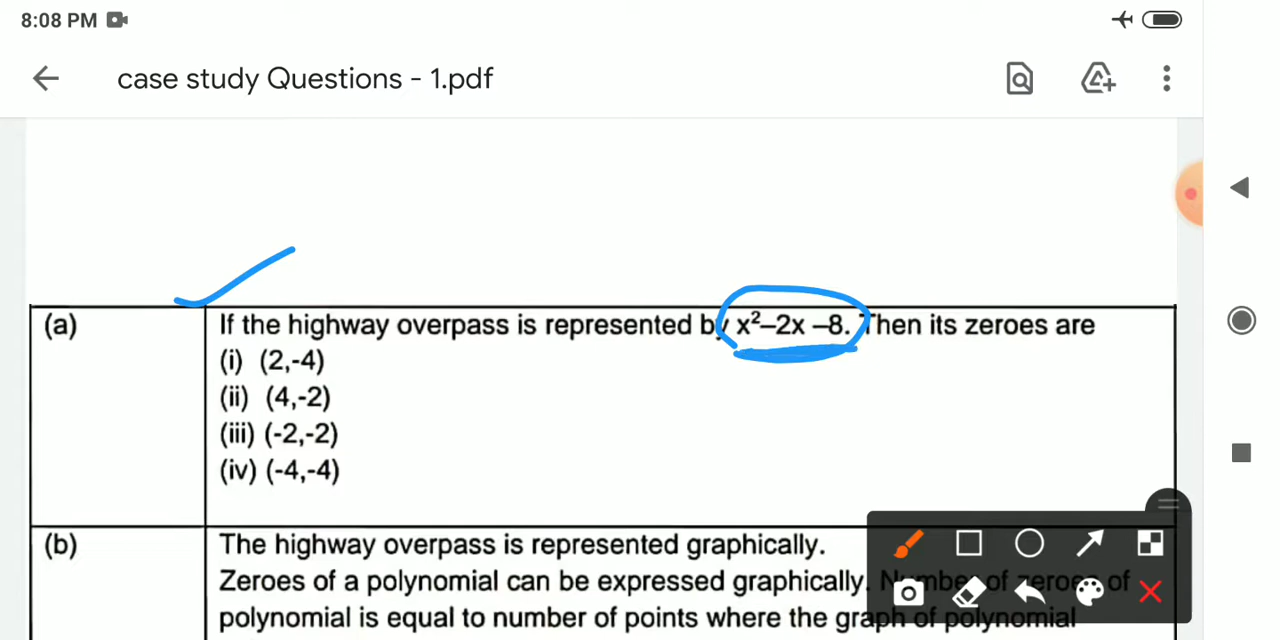 8:08 PM
case study Questions - 1.pdf
(a) If the highway overpass is represented by x²–2x –8. Then its zeroes are
(i) (2,-4)
(ii) (4,-2)
(iii) (-2,-2)
(iv) (-4,-4)
(b) The highway overpass is represented graphically.
Zeroes of a polynomial can be expressed graphically. Number of zeroes of
polynomial is equal to number of points where the graph of polynomial